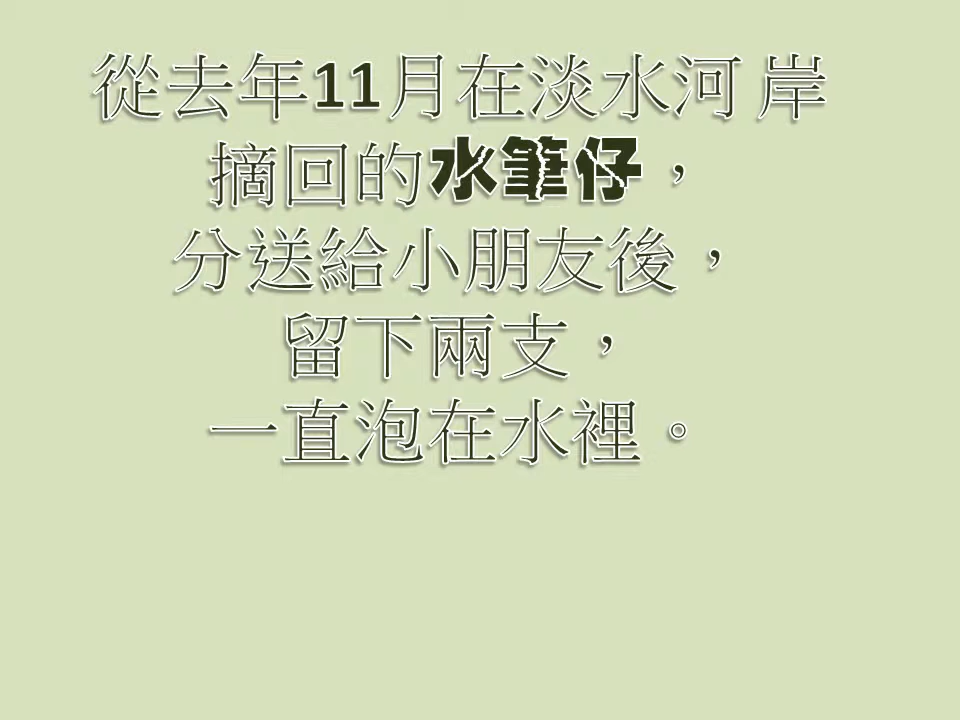 從去年11月在淡水河 岸
摘回的水筆仔，
分送給小朋友後，
留下兩支，
一直泡在水裡。